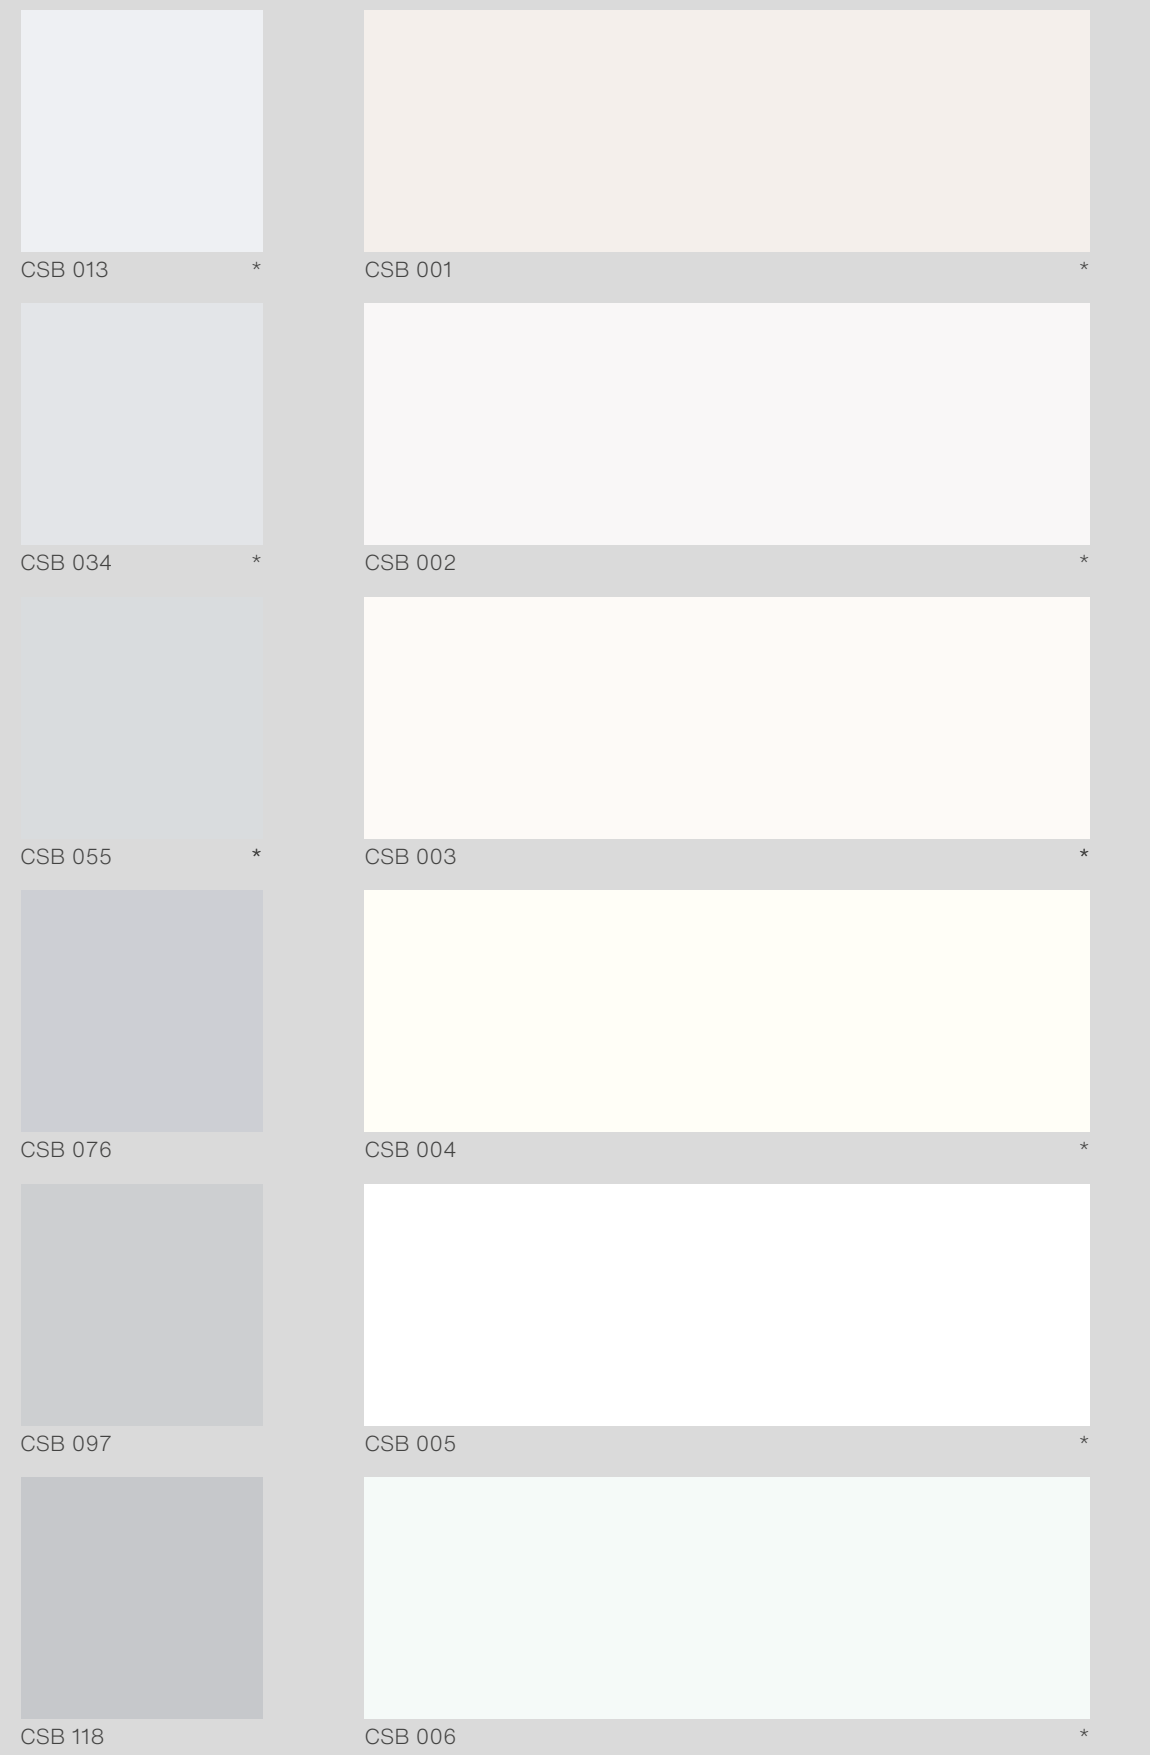 CSB 013 * CSB 001 *
CSB 034 * CSB 002 *
CSB 055 * CSB 003 *
CSB 076 CSB 004 *
CSB 097 CSB 005 *
CSB 118 CSB 006 *